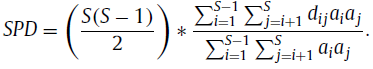 $SPD = \left( \frac{S(S-1)}{2} \right) * \frac{\sum_{i=1}^{S-1} \sum_{j=i+1}^{S} d_{ij} a_i a_j}{\sum_{i=1}^{S-1} \sum_{j=i+1}^{S} a_i a_j}.$